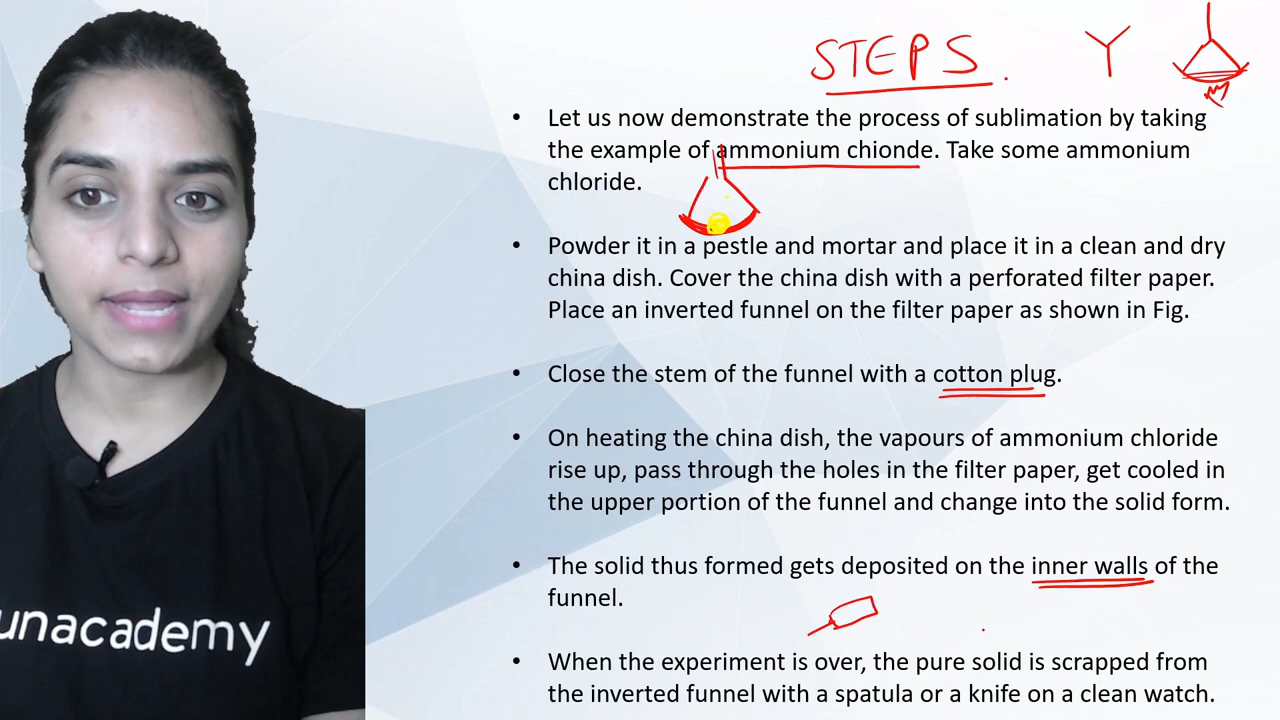 STEPS.
Y
• Let us now demonstrate the process of sublimation by taking
the example of ammonium chionde. Take some ammonium
chloride.
• Powder it in a pestle and mortar and place it in a clean and dry
china dish. Cover the china dish with a perforated filter paper.
Place an inverted funnel on the filter paper as shown in Fig.
• Close the stem of the funnel with a cotton plug.
• On heating the china dish, the vapours of ammonium chloride
rise up, pass through the holes in the filter paper, get cooled in
the upper portion of the funnel and change into the solid form.
• The solid thus formed gets deposited on the inner walls of the
funnel.
• When the experiment is over, the pure solid is scrapped from
the inverted funnel with a spatula or a knife on a clean watch.
unacademy